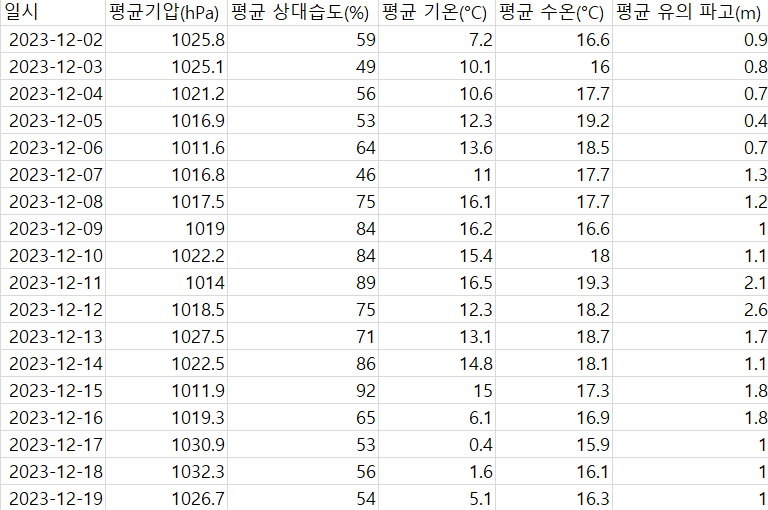 일시 평균기압(hPa) 평균 상대습도(%) 평균 기온(°C) 평균 수온(°C) 평균 유의 파고(m)
2023-12-02 1025.8 59 7.2 16.6 0.9
2023-12-03 1025.1 49 10.1 16 0.8
2023-12-04 1021.2 56 10.6 17.7 0.7
2023-12-05 1016.9 53 12.3 19.2 0.4
2023-12-06 1011.6 64 13.6 18.5 0.7
2023-12-07 1016.8 46 11 17.7 1.3
2023-12-08 1017.5 75 16.1 17.7 1.2
2023-12-09 1019 84 16.2 16.6 1
2023-12-10 1022.2 84 15.4 18 1.1
2023-12-11 1014 89 16.5 19.3 2.1
2023-12-12 1018.5 75 12.3 18.2 2.6
2023-12-13 1027.5 71 13.1 18.7 1.7
2023-12-14 1022.5 86 14.8 18.1 1.1
2023-12-15 1011.9 92 15 17.3 1.8
2023-12-16 1019.3 65 6.1 16.9 1.8
2023-12-17 1030.9 53 0.4 15.9 1
2023-12-18 1032.3 56 1.6 16.1 1
2023-12-19 1026.7 54 5.1 16.3 1